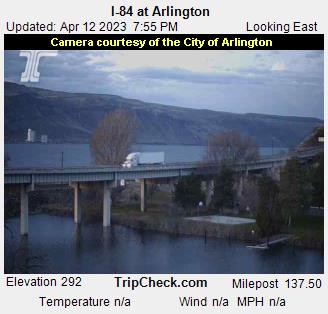 I-84 at Arlington
Updated: Apr 12 2023 7:55 PM Looking East
Camera courtesy of the City of Arlington
Elevation 292 TripCheck.com Milepost 137.50
Temperature n/a Wind n/a MPH n/a